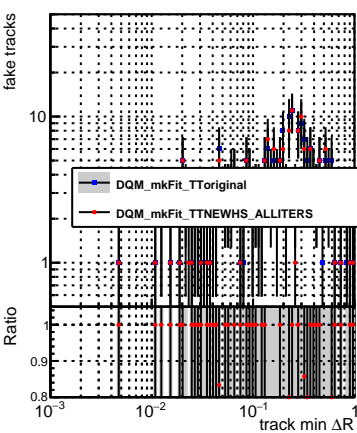 fake tracks
10
DQM_mkFit_TToriginal
DQM_mkFit_TTNEWHS_ALLITERS
1
Ratio
1
0.9
0.8
10⁻³ 10⁻² 10⁻¹ 1
track min ΔR